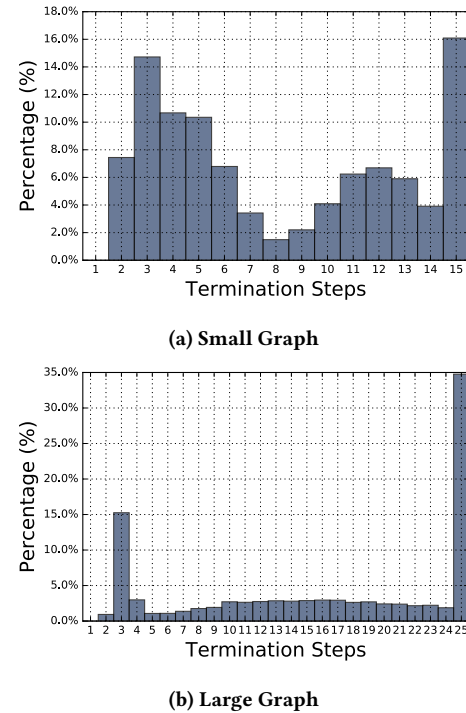 18.0%
16.0%
14.0%
12.0%
10.0%
8.0%
6.0%
4.0%
2.0%
0.0%
Percentage (%)
1 2 3 4 5 6 7 8 9 10 11 12 13 14 15
Termination Steps
(a) Small Graph
35.0%
30.0%
25.0%
20.0%
15.0%
10.0%
5.0%
0.0%
Percentage (%)
1 2 3 4 5 6 7 8 9 10 11 12 13 14 15 16 17 18 19 20 21 22 23 24 25
Termination Steps
(b) Large Graph